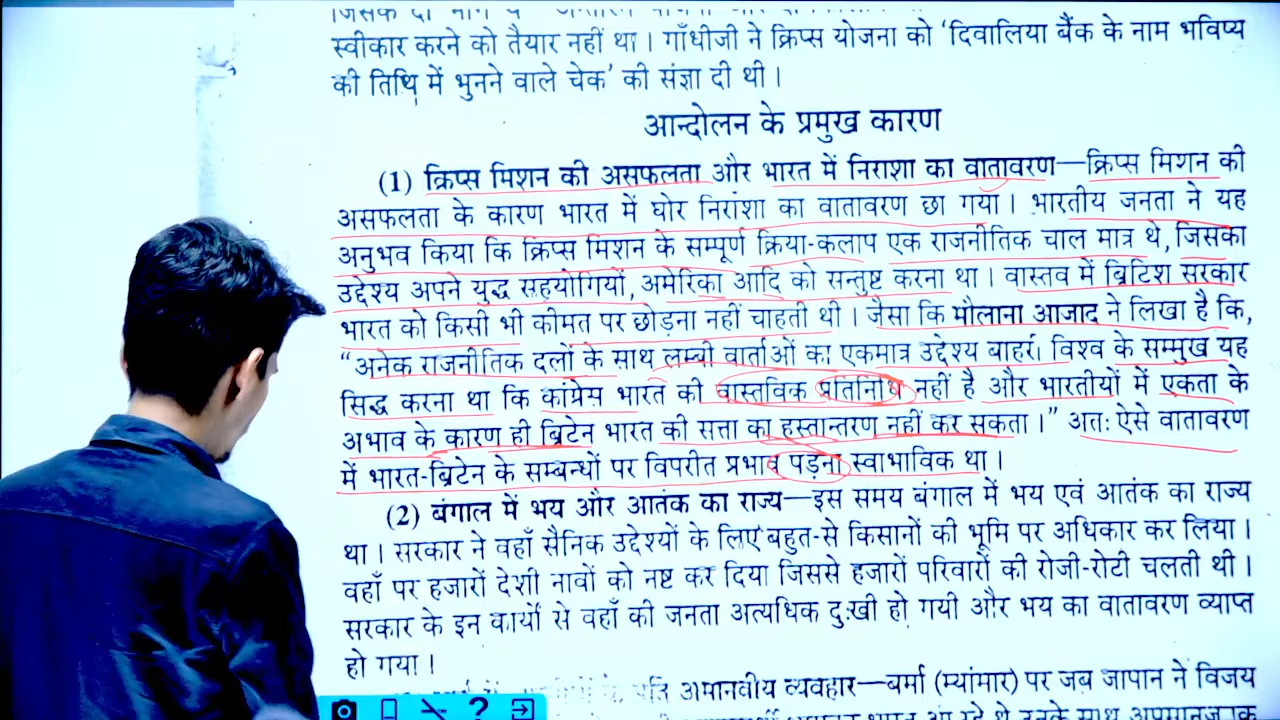 स्वीकार करने को तैयार नहीं था। गाँधीजी ने क्रिप्स योजना को ‘दिवालिया बैंक के नाम भविष्य
की तिथि में भुनने वाले चेक’ की संज्ञा दी थी।
आन्दोलन के प्रमुख कारण
(1) क्रिप्स मिशन की असफलता और भारत में निराशा का वातावरण—क्रिप्स मिशन की
असफलता के कारण भारत में घोर निराशा का वातावरण छा गया। भारतीय जनता ने यह
अनुभव किया कि क्रिप्स मिशन के सम्पूर्ण क्रिया-कलाप एक राजनीतिक चाल मात्र थे, जिसका
उद्देश्य अपने युद्ध सहयोगियों, अमेरिका आदि को सन्तुष्ट करना था। वास्तव में ब्रिटिश सरकार
भारत को किसी भी कीमत पर छोड़ना नहीं चाहती थी। जैसा कि मौलाना आजाद ने लिखा है कि,
“अनेक राजनीतिक दलों के साथ लम्बी वार्ताओं का एकमात्र उद्देश्य बाहरी विश्व के सम्मुख यह
सिद्ध करना था कि कांग्रेस भारत की वास्तविक प्रतिनिधि नहीं है और भारतीयों में एकता के
अभाव के कारण ही ब्रिटेन भारत की सत्ता का हस्तान्तरण नहीं कर सकता।” अतः ऐसे वातावरण
में भारत-ब्रिटेन के सम्बन्धों पर विपरीत प्रभाव पड़ना स्वाभाविक था।
(2) बंगाल में भय और आतंक का राज्य—इस समय बंगाल में भय एवं आतंक का राज्य
था। सरकार ने वहाँ सैनिक उद्देश्यों के लिए बहुत-से किसानों की भूमि पर अधिकार कर लिया।
वहाँ पर हजारों देशी नावों को नष्ट कर दिया जिससे हजारों परिवारों की रोजी-रोटी चलती थी।
सरकार के इन कार्यों से वहाँ की जनता अत्यधिक दुःखी हो गयी और भय का वातावरण व्याप्त
हो गया।
अमानवीय व्यवहार—बर्मा (म्यांमार) पर जब जापान ने विजय